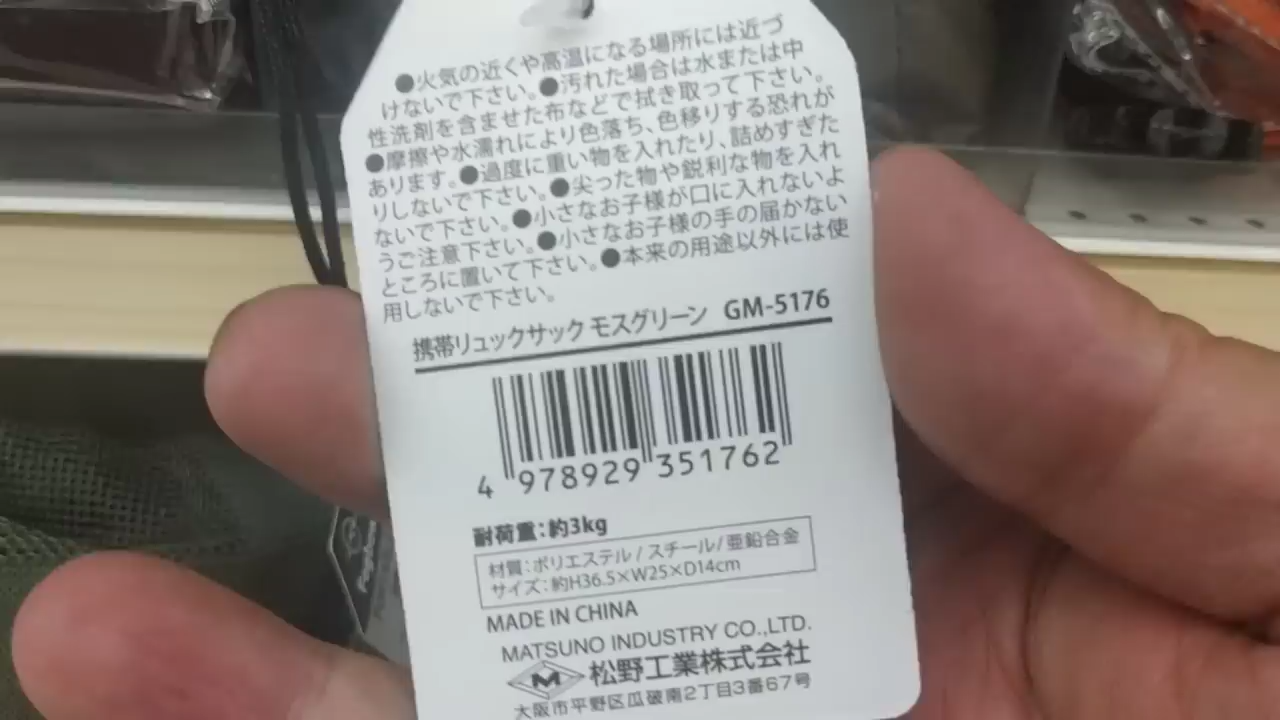 ●火気の近くや高温になる場所には近づ
けないで下さい。●汚れた場合は水または中
性洗剤を含ませた布などで拭き取って下さい。
●摩擦や水濡れにより色落ち、色移りする恐れが
あります。●過度に重い物を入れたり、詰めすぎた
りしないで下さい。●尖った物や鋭利な物を入れ
ないで下さい。●小さなお子様が口に入れないよ
うご注意下さい。●小さなお子様の手の届かない
ところに置いて下さい。●本来の用途以外には使
用しないで下さい。
携帯リュックサック モスグリーン GM-5176
4 978929 351762
耐荷重：約3kg
材質：ポリエステル / スチール / 亜鉛合金
サイズ：約H36.5×W25×D14cm
MADE IN CHINA
MATSUNO INDUSTRY CO.,LTD.
M 松野工業株式会社
大阪市平野区瓜破南2丁目3番67号